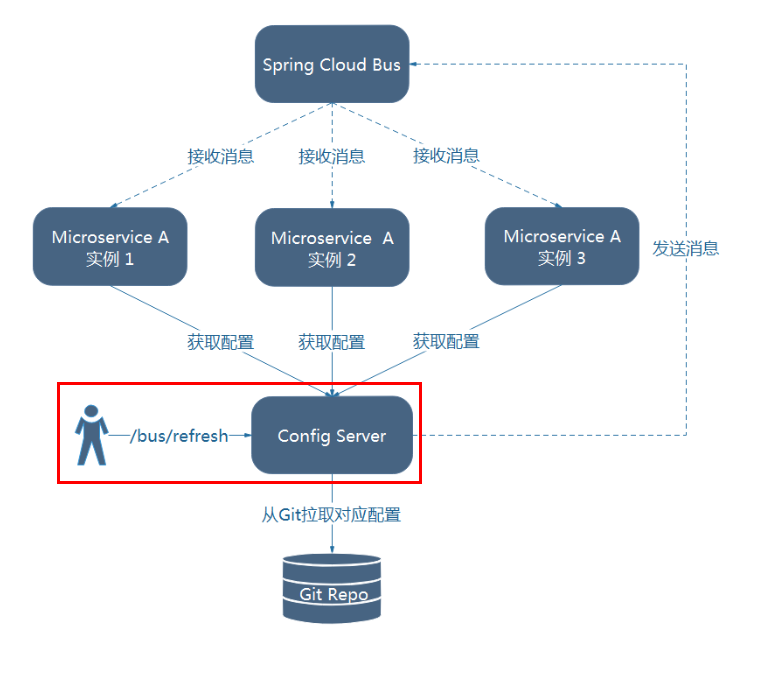 Spring Cloud Bus
接收消息
接收消息
接收消息
Microservice A
实例 1
Microservice A
实例 2
Microservice A
实例 3
发送消息
获取配置
获取配置
获取配置
/bus/refresh
Config Server
从Git拉取对应配置
Git Repo